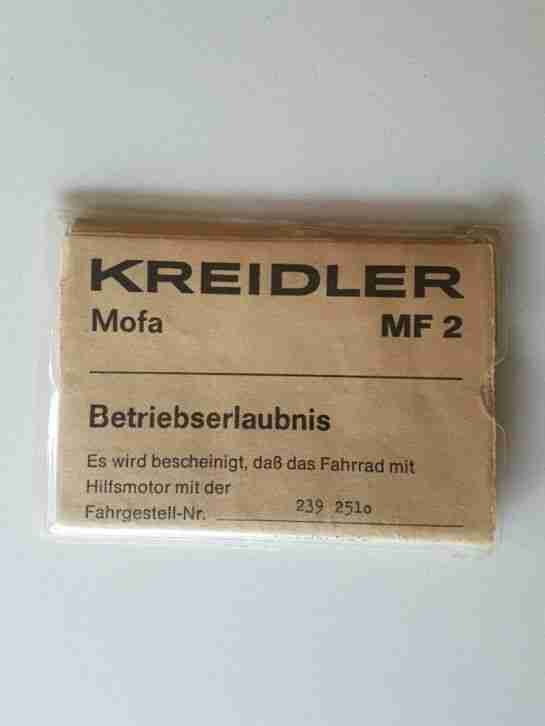 KREIDLER
Mofa MF 2
Betriebserlaubnis
Es wird bescheinigt, daß das Fahrrad mit
Hilfsmotor mit der
Fahrgestell-Nr. 239 251o